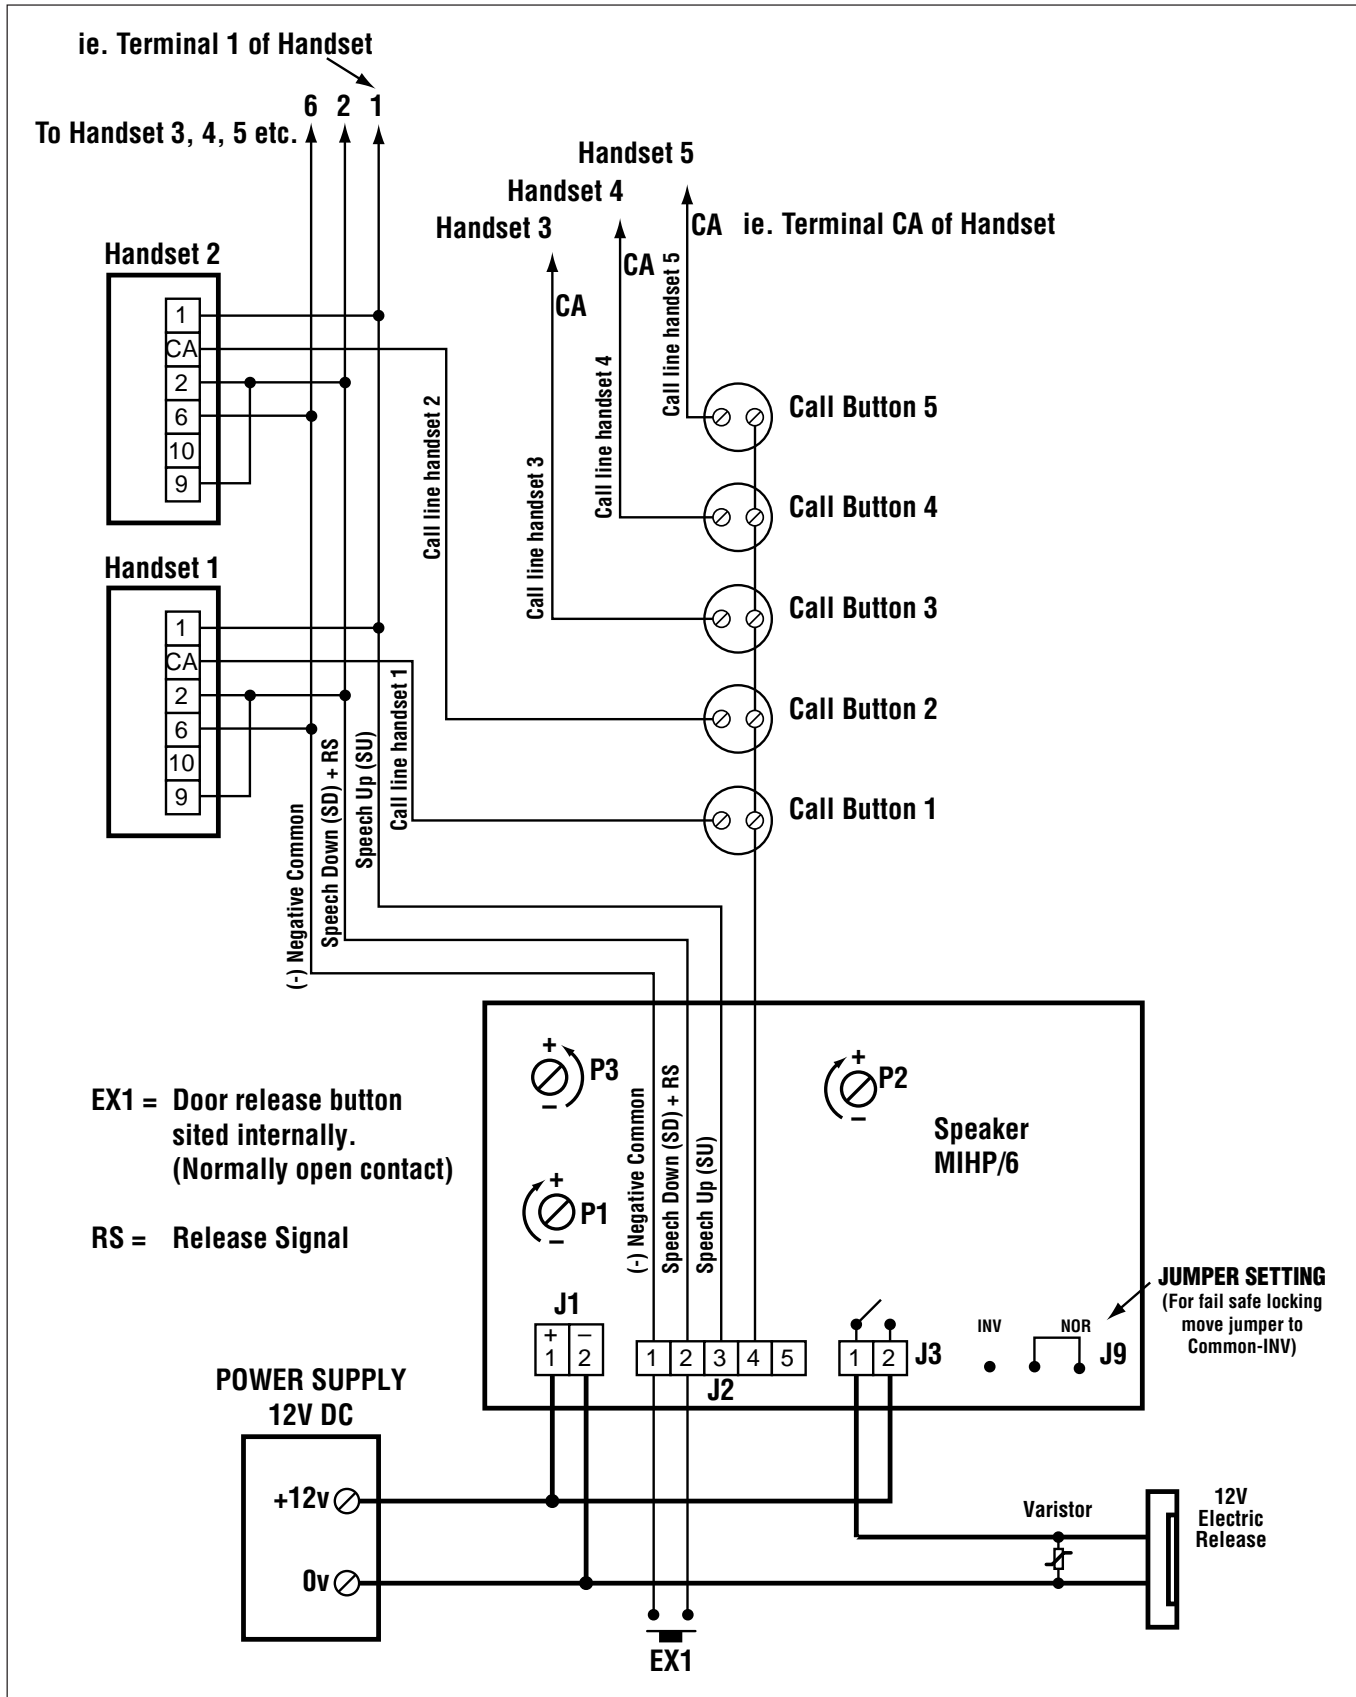 ie. Terminal 1 of Handset
6 2 1
To Handset 3, 4, 5 etc.
Handset 5
Handset 4
Handset 3
CA ie. Terminal CA of Handset
CA
CA
Handset 2
1
CA
2
6
10
9
Call line handset 2
Call line handset 3
Call line handset 4
Call line handset 5
Call Button 5
Call Button 4
Call Button 3
Call Button 2
Call Button 1
Handset 1
1
CA
2
6
10
9
(-) Negative Common
Speech Down (SD) + RS
Speech Up (SU)
Call line handset 1
EX1 = Door release button
sited internally.
(Normally open contact)
RS = Release Signal
+
P3
−
+
P1
−
+
P2
−
(-) Negative Common
Speech Down (SD) + RS
Speech Up (SU)
Speaker
MIHP/6
JUMPER SETTING
(For fail safe locking
move jumper to
Common-INV)
J1
+ −
1 2
1 2 3 4 5
J2
1 2 J3
INV NOR
J9
POWER SUPPLY
12V DC
+12v
0v
Varistor
12V
Electric
Release
EX1